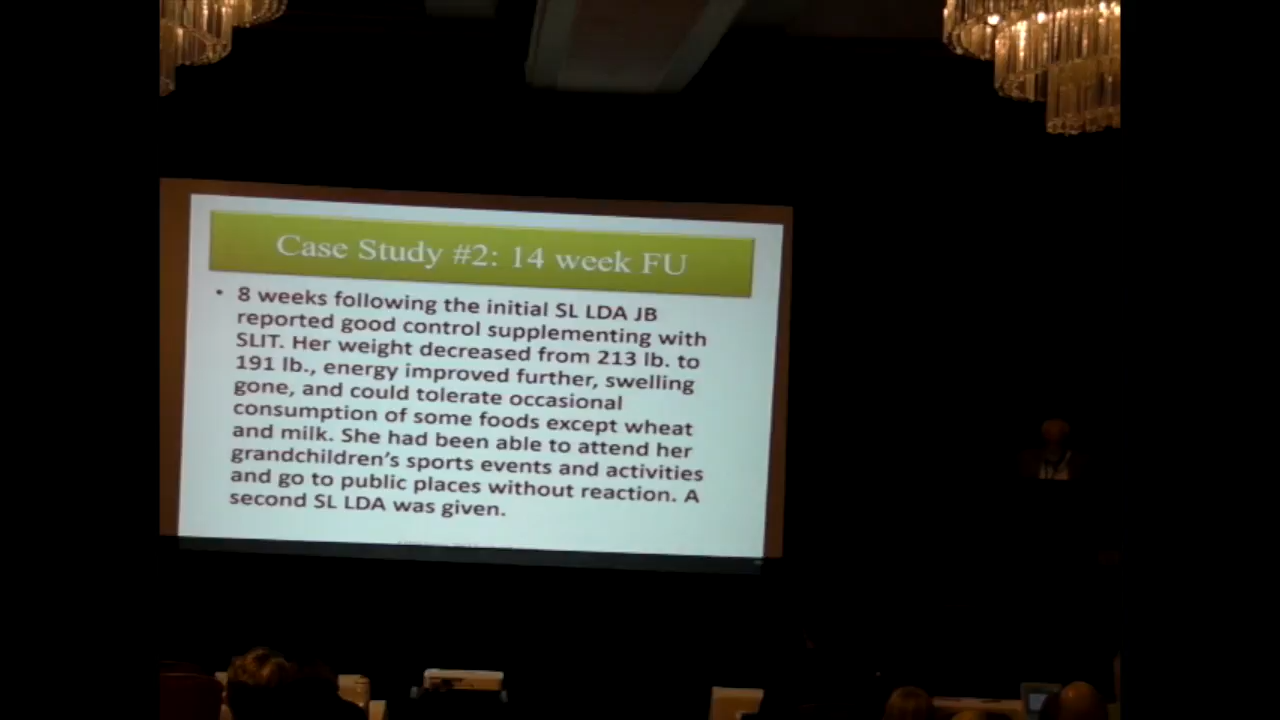 Case Study #2: 14 week FU
• 8 weeks following the initial SL LDA JB
reported good control supplementing with
SLIT. Her weight decreased from 213 lb. to
191 lb., energy improved further, swelling
gone, and could tolerate occasional
consumption of some foods except wheat
and milk. She had been able to attend her
grandchildren's sports events and activities
and go to public places without reaction. A
second SL LDA was given.